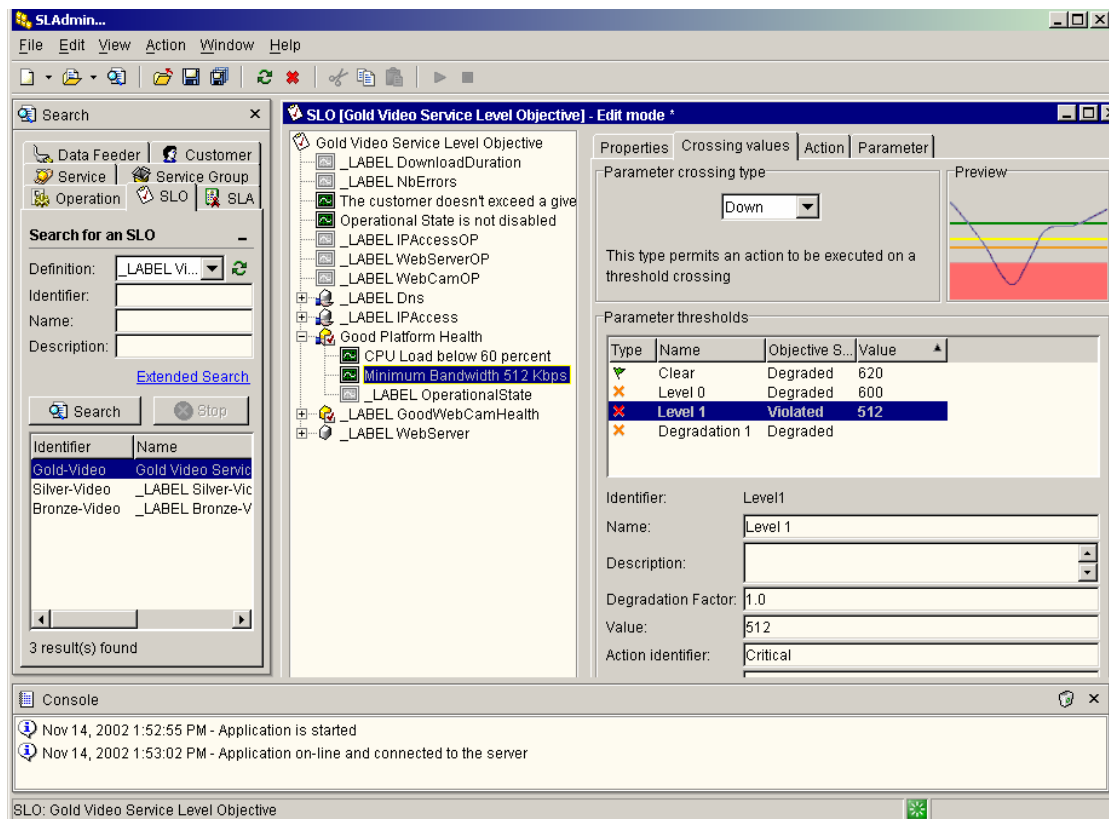 SLAdmin...
File Edit View Action Window Help
Search
Data Feeder Customer
Service Service Group
Operation SLO SLA
Search for an SLO
Definition: _LABEL Vi...
Identifier:
Name:
Description:
Extended Search
Search Stop
Identifier Name
Gold-Video Gold Video Servic
Silver-Video _LABEL Silver-Vic
Bronze-Video _LABEL Bronze-V
3 result(s) found
SLO [Gold Video Service Level Objective] - Edit mode *
Gold Video Service Level Objective
_LABEL DownloadDuration
_LABEL NbErrors
The customer doesn't exceed a give
Operational State is not disabled
_LABEL IPAccessOP
_LABEL WebServerOP
_LABEL WebCamOP
_LABEL Dns
_LABEL IPAccess
Good Platform Health
CPU Load below 60 percent
Minimum Bandwidth 512 Kbps
_LABEL OperationalState
_LABEL GoodWebCamHealth
_LABEL WebServer
Properties Crossing values Action Parameter
Parameter crossing type
Down
This type permits an action to be executed on a
threshold crossing
Preview
Parameter thresholds
Type Name Objective S... Value
Clear Degraded 620
Level 0 Degraded 600
Level 1 Violated 512
Degradation 1 Degraded
Identifier: Level1
Name: Level 1
Description:
Degradation Factor: 1.0
Value: 512
Action identifier: Critical
Console
Nov 14, 2002 1:52:55 PM - Application is started
Nov 14, 2002 1:53:02 PM - Application on-line and connected to the server
SLO: Gold Video Service Level Objective